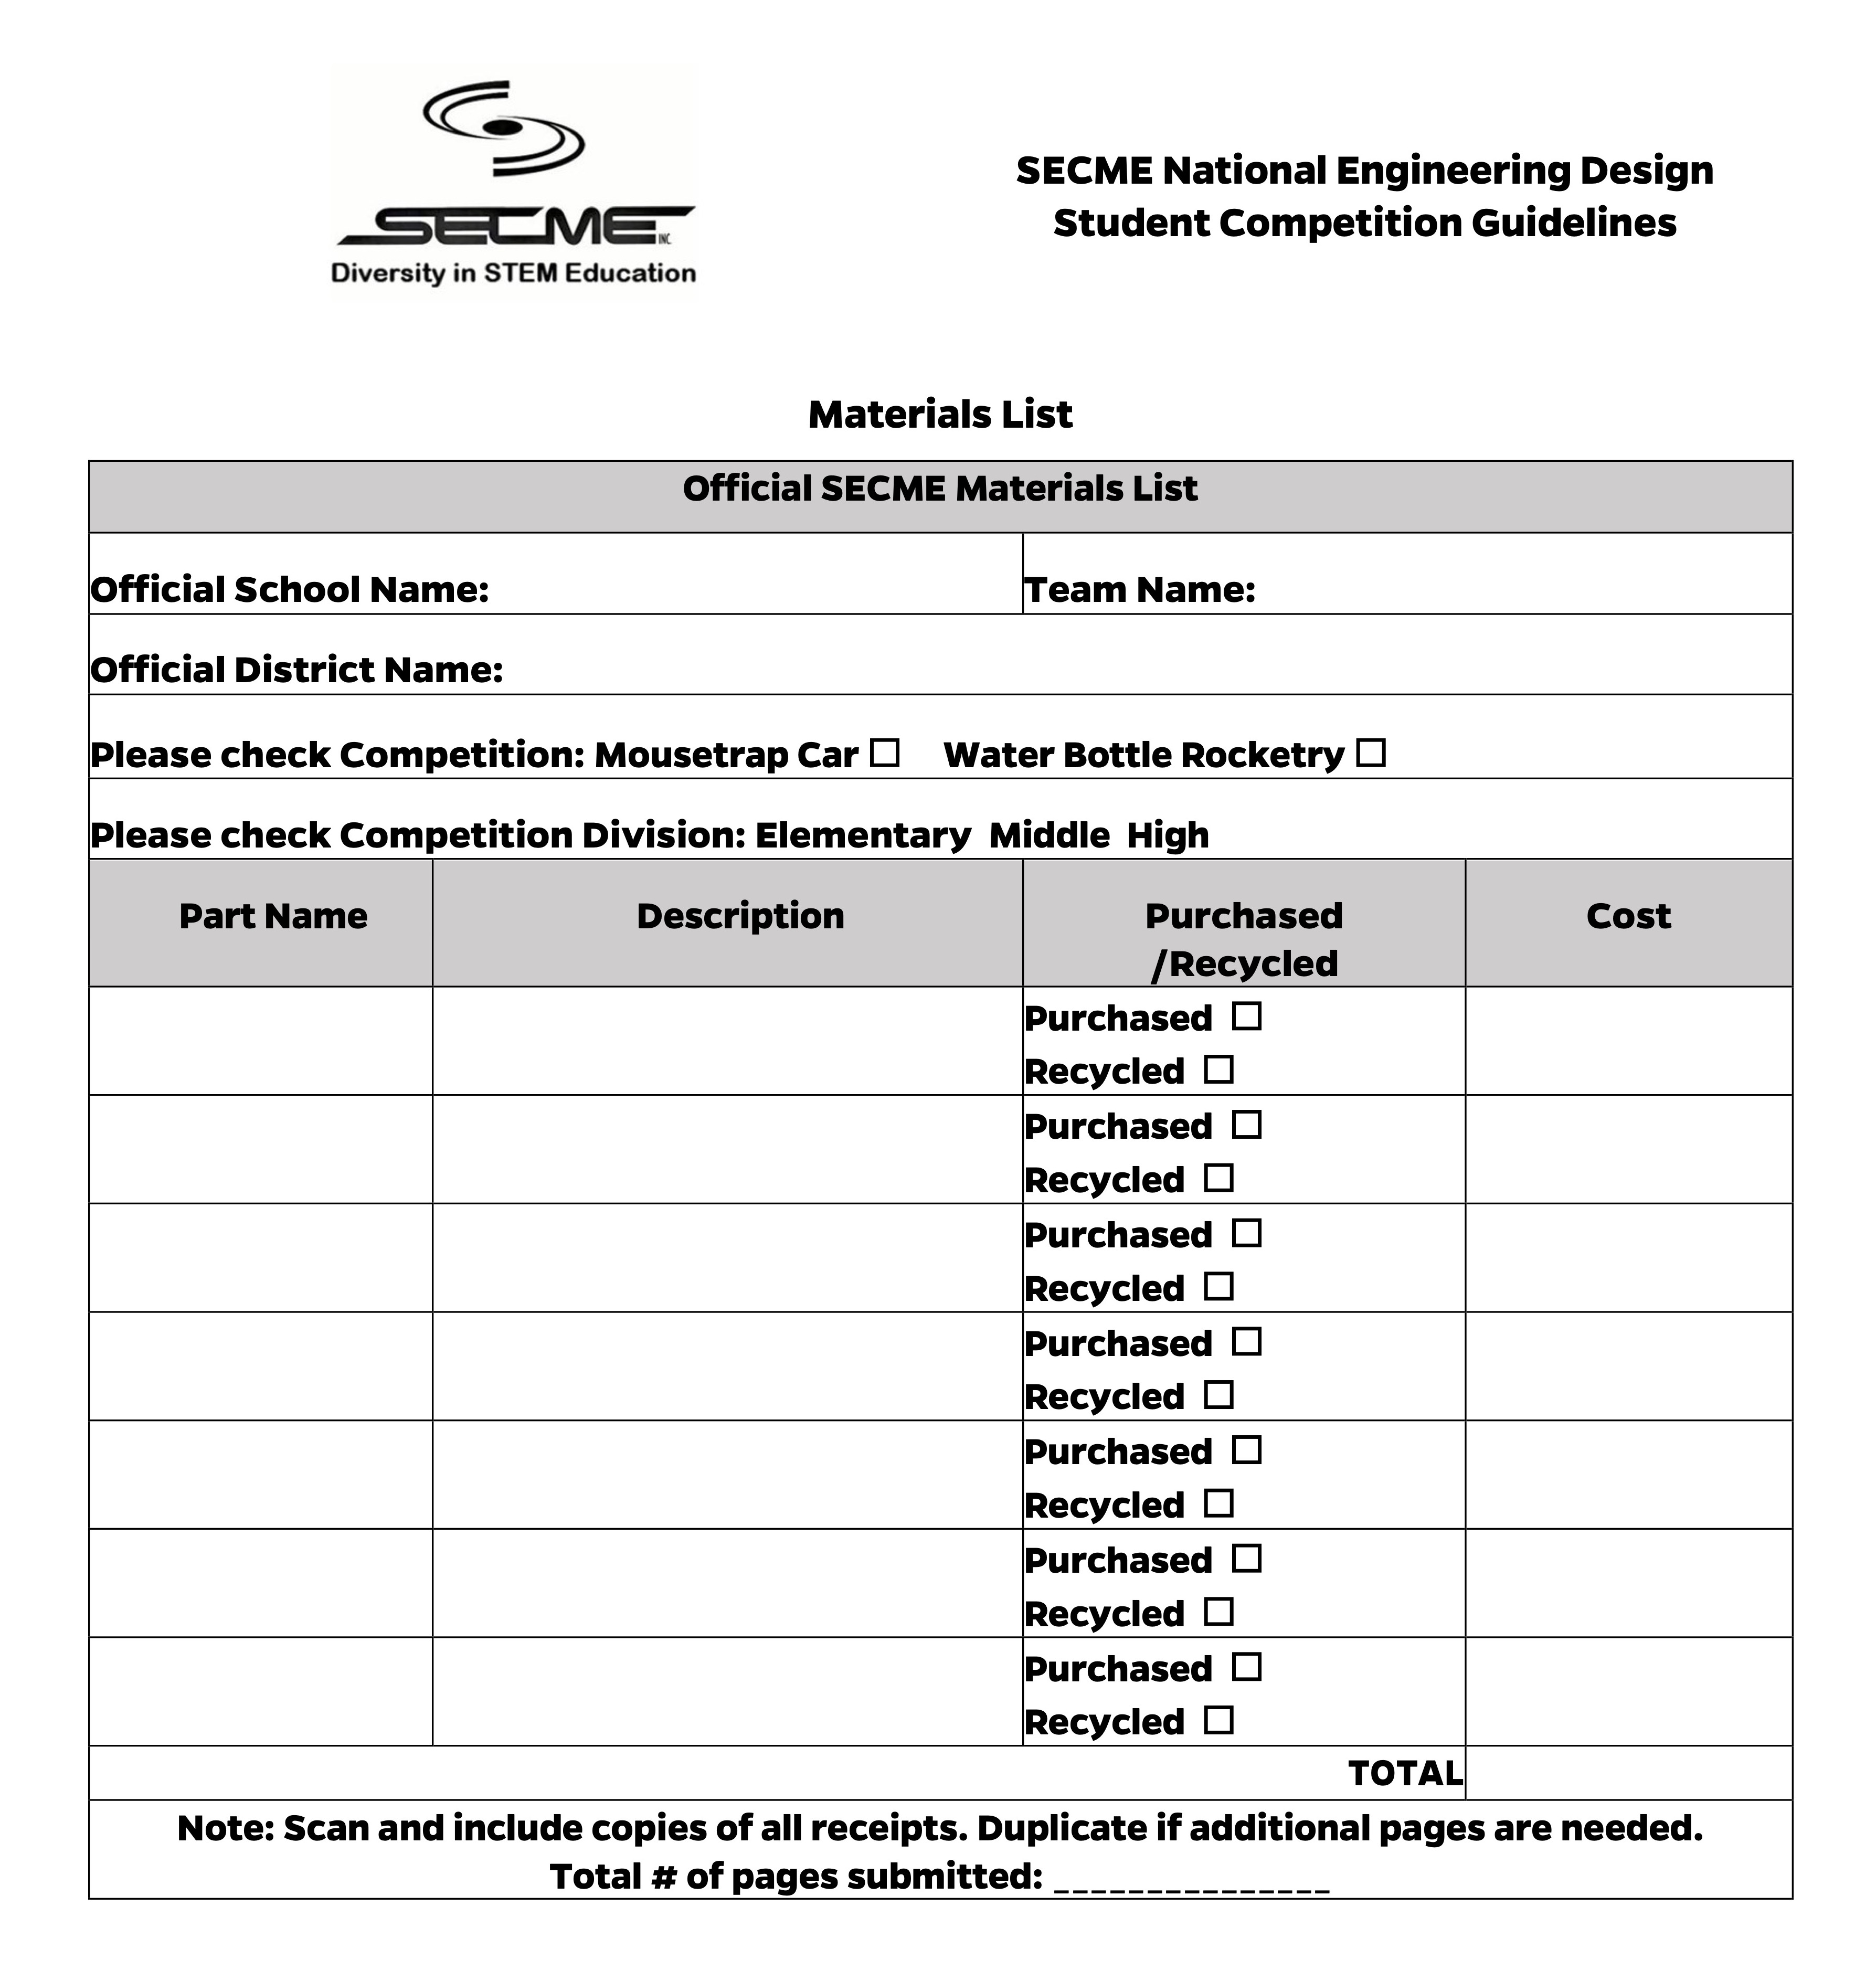 SECME INC
Diversity in STEM Education
SECME National Engineering Design
Student Competition Guidelines
Materials List
Official SECME Materials List
Official School Name: Team Name:
Official District Name:
Please check Competition: Mousetrap Car ☐ Water Bottle Rocketry ☐
Please check Competition Division: Elementary Middle High
Part Name Description Purchased /Recycled Cost
Purchased ☐
Recycled ☐
Purchased ☐
Recycled ☐
Purchased ☐
Recycled ☐
Purchased ☐
Recycled ☐
Purchased ☐
Recycled ☐
Purchased ☐
Recycled ☐
Purchased ☐
Recycled ☐
TOTAL
Note: Scan and include copies of all receipts. Duplicate if additional pages are needed.
Total # of pages submitted: _______________